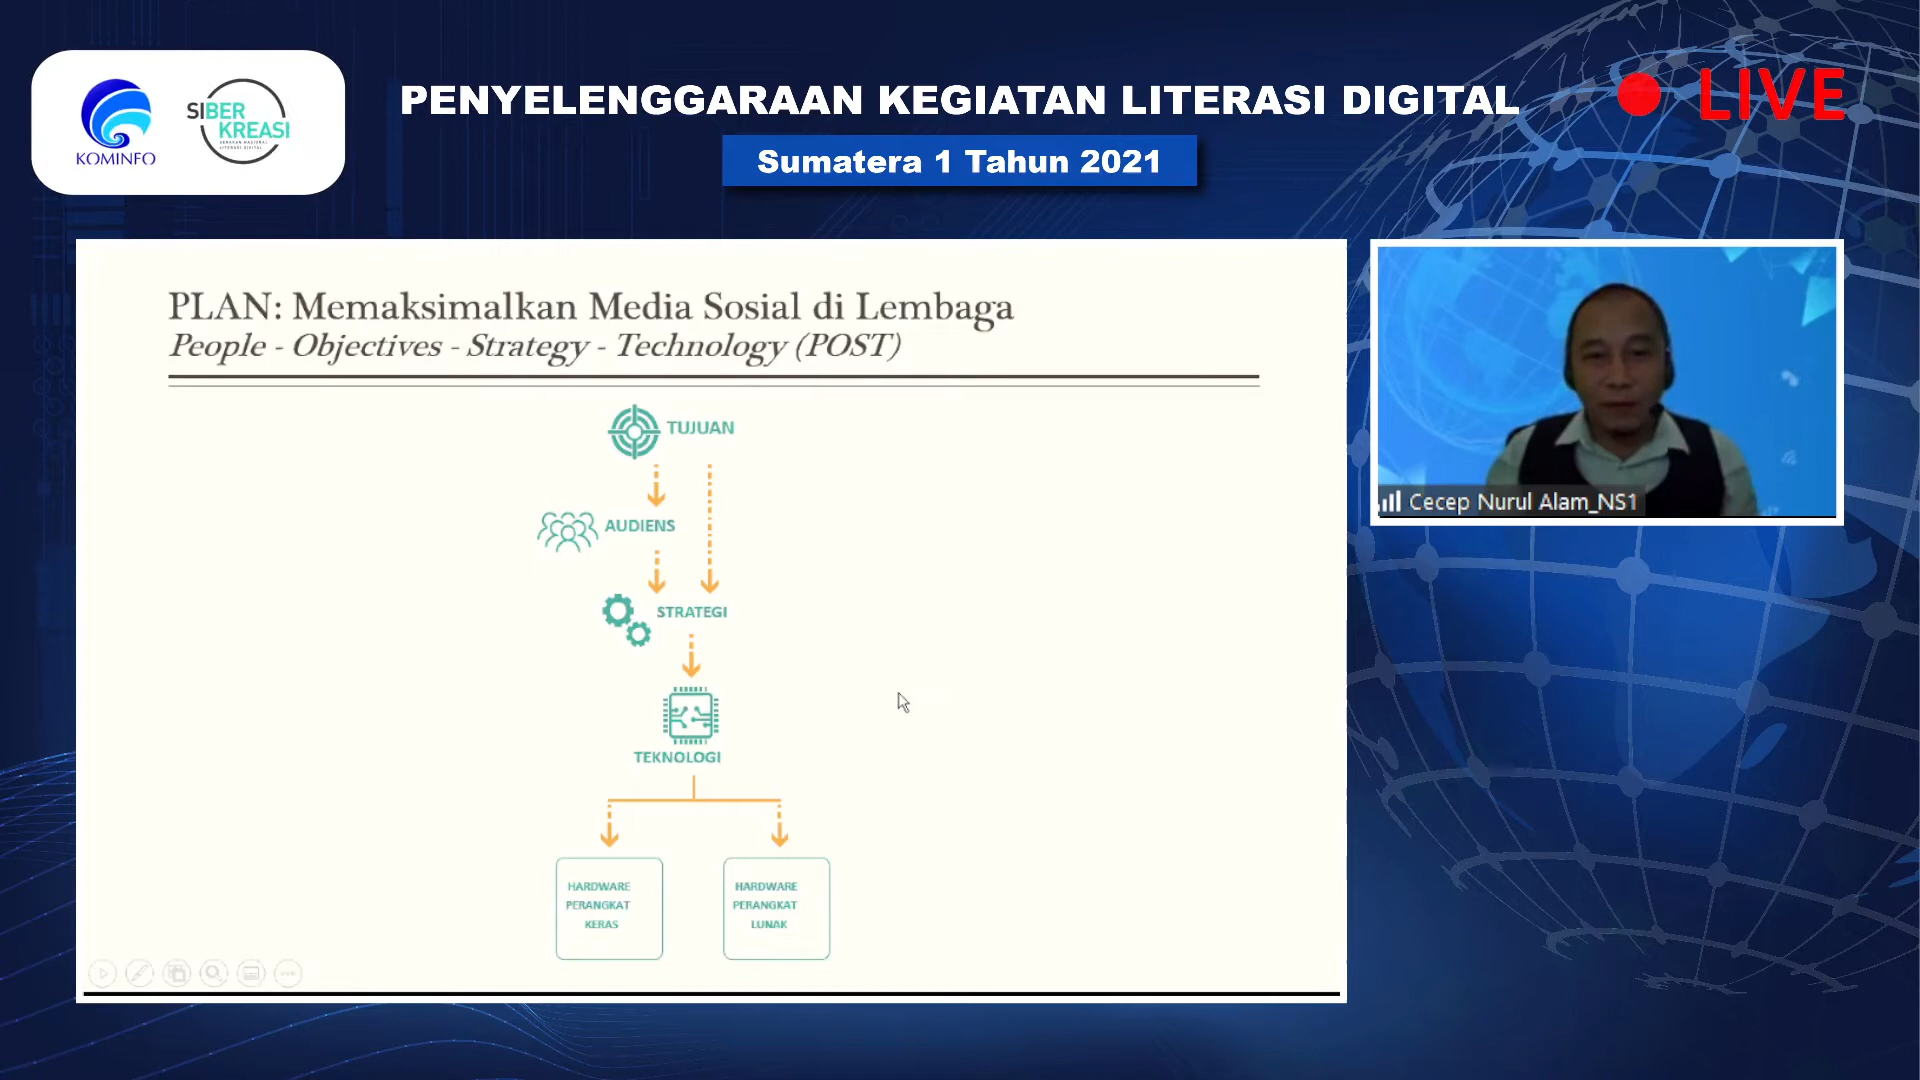 KOMINFO
SIBER
KREASI
PENYELENGGARAAN KEGIATAN LITERASI DIGITAL
LIVE
Sumatera 1 Tahun 2021
PLAN: Memaksimalkan Media Sosial di Lembaga
People - Objectives - Strategy - Technology (POST)
TUJUAN
AUDIENS
STRATEGI
TEKNOLOGI
HARDWARE
PERANGKAT
KERAS
HARDWARE
PERANGKAT
LUNAK
Cecep Nurul Alam_NS1